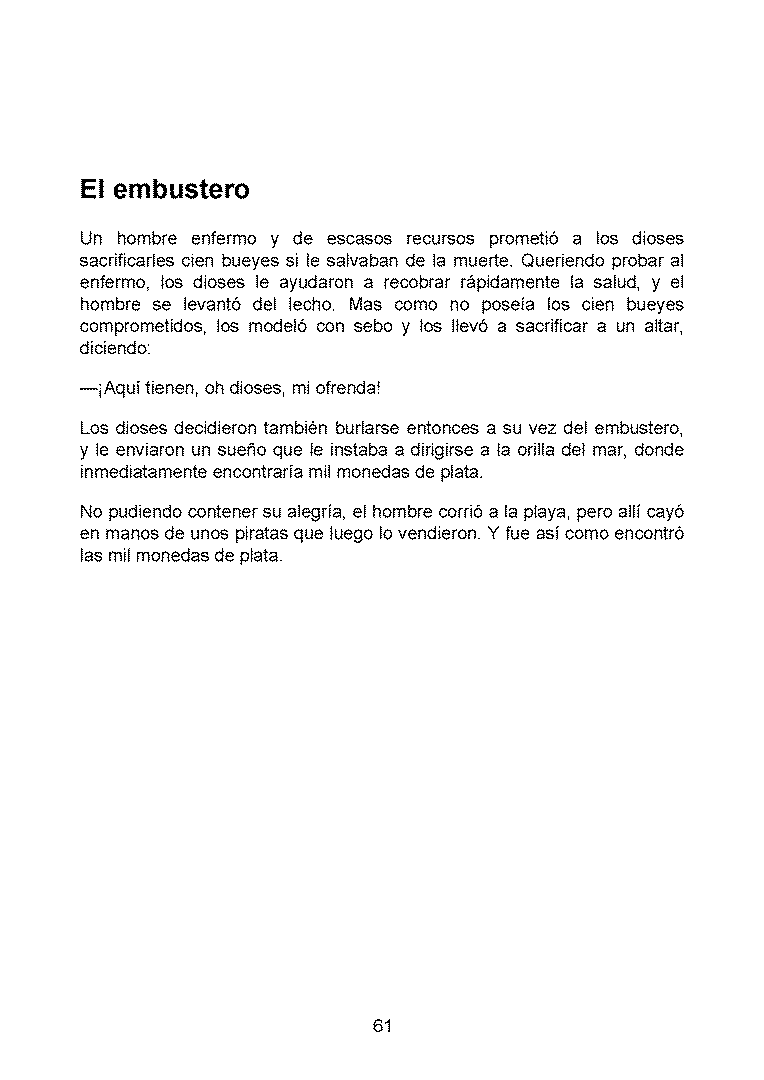 El embustero
Un hombre enfermo y de escasos recursos prometió a los dioses
sacrificarles cien bueyes si le salvaban de la muerte. Queriendo probar al
enfermo, los dioses le ayudaron a recobrar rápidamente la salud, y el
hombre se levantó del lecho. Mas como no poseía los cien bueyes
comprometidos, los modeló con sebo y los llevó a sacrificar a un altar,
diciendo:
—¡Aquí tienen, oh dioses, mi ofrenda!
Los dioses decidieron también burlarse entonces a su vez del embustero,
y le enviaron un sueño que le instaba a dirigirse a la orilla del mar, donde
inmediatamente encontraría mil monedas de plata.
No pudiendo contener su alegría, el hombre corrió a la playa, pero allí cayó
en manos de unos piratas que luego lo vendieron. Y fue así como encontró
las mil monedas de plata.
61